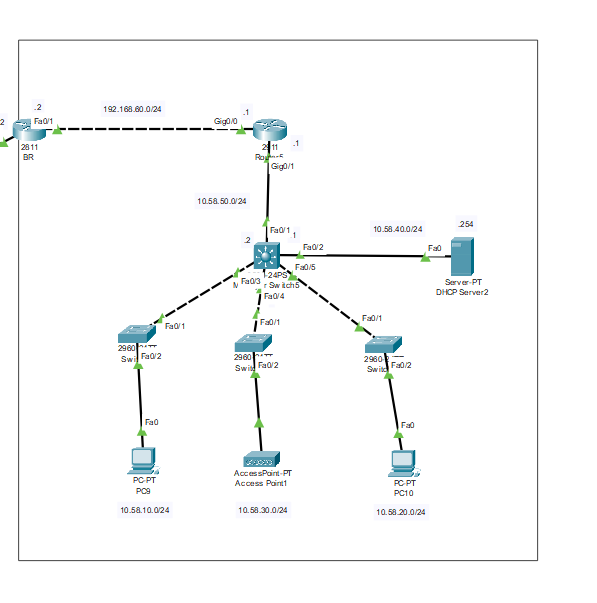 192.168.60.0/24
.2
.1
2
Fa0/1
Gig0/0
2811
BR
.1
Gig0/1
10.58.50.0/24
10.58.40.0/24
.254
Fa0/1
.2
.1
Fa0/2
Fa0
Fa0/5
Fa0/3
Fa0/4
Server-PT
DHCP Server2
Fa0/1
Fa0/1
Fa0/1
Fa0/2
Fa0/2
Fa0/2
Fa0
Fa0
PC-PT
PC9
AccessPoint-PT
Access Point1
PC-PT
PC10
10.58.10.0/24
10.58.30.0/24
10.58.20.0/24